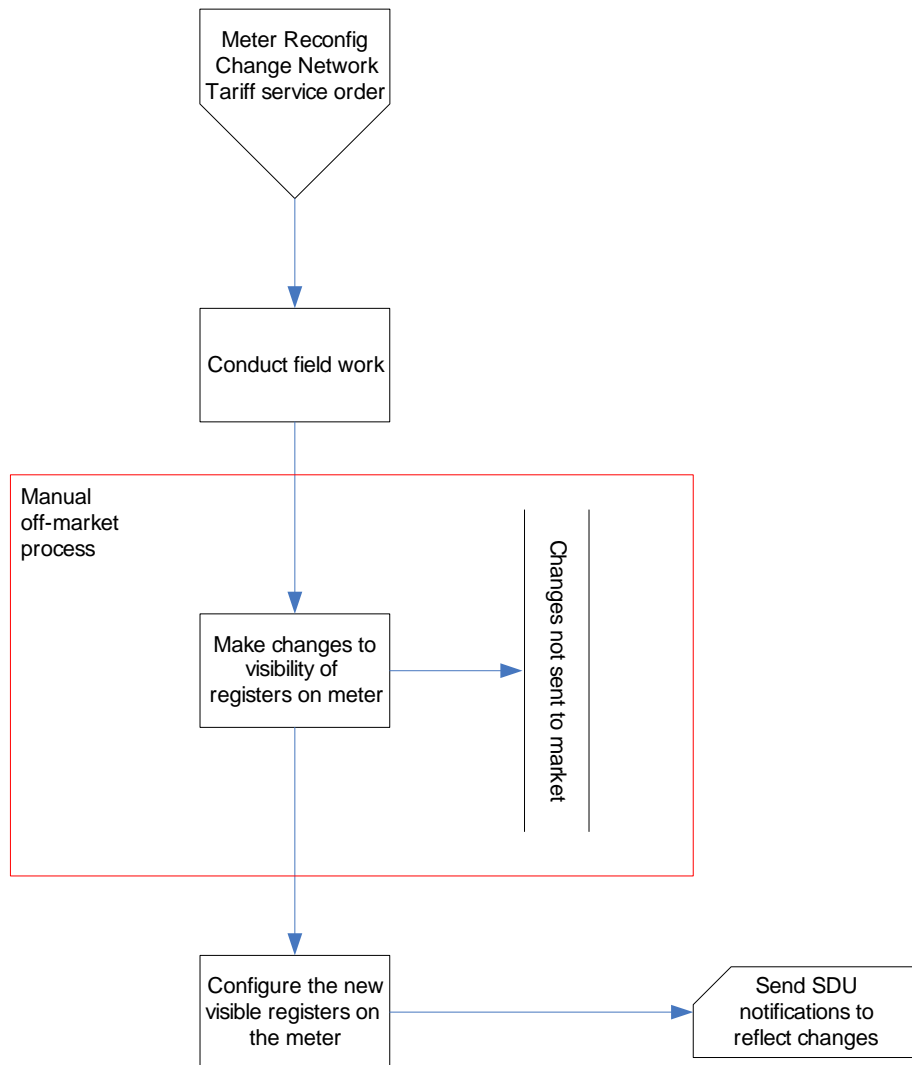 Meter Reconfig
Change Network
Tariff service order
Conduct field work
Manual
off-market
process
Make changes to
visibility of
registers on meter
Changes not sent to market
Configure the new
visible registers on
the meter
Send SDU
notifications to
reflect changes